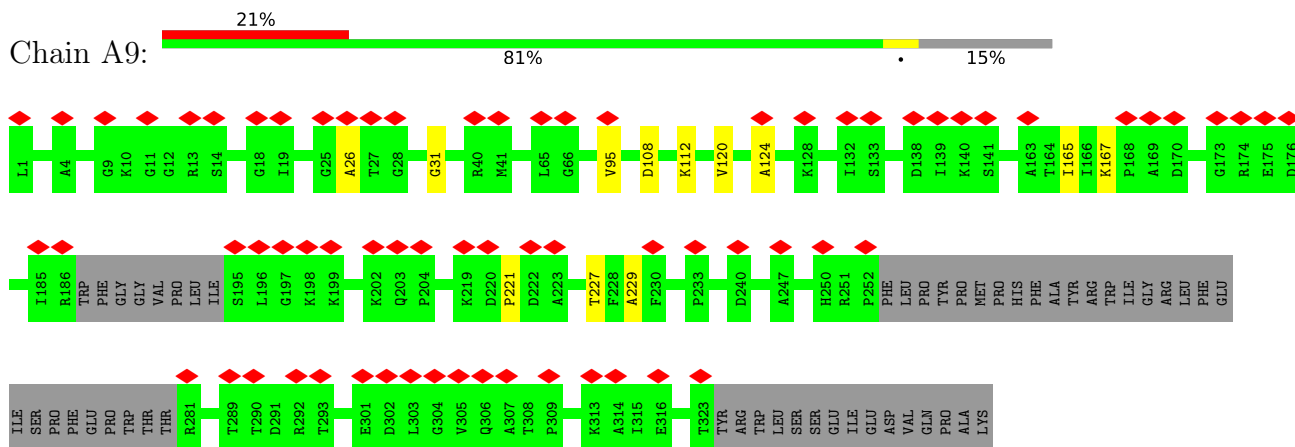 21%
Chain A9:
81% • 15%
L1 A4 G9 K10 G11 G12 R13 S14 G18 I19 G25 A26 T27 G28 G31 R40 M41 L65 G66 V95 D108 K112 V120 A124 K128 I132 S133 D138 I139 K140 S141 A163 T164 I165 I166 K167 P168 A169 D170 G173 R174 E175 D176
I185 R186 TRP PHE GLY GLY VAL PRO LEU ILE S195 L196 G197 K198 K199 K202 Q203 P204 K219 D220 P221 D222 A223 T227 F228 A229 F230 P233 D240 A247 H250 R251 P252 PHE LEU PRO TYR PRO MET PRO HIS PHE ALA TYR ARG TRP ILE GLY ARG LEU PHE GLU
ILE SER PRO PHE GLU PRO TRP THR THR R281 T289 T290 D291 R292 T293 E301 D302 L303 G304 V305 Q306 A307 T308 P309 K313 A314 I315 E316 T323 TYR ARG TRP LEU SER SER GLU ILE GLU ASP VAL GLN PRO ALA LYS